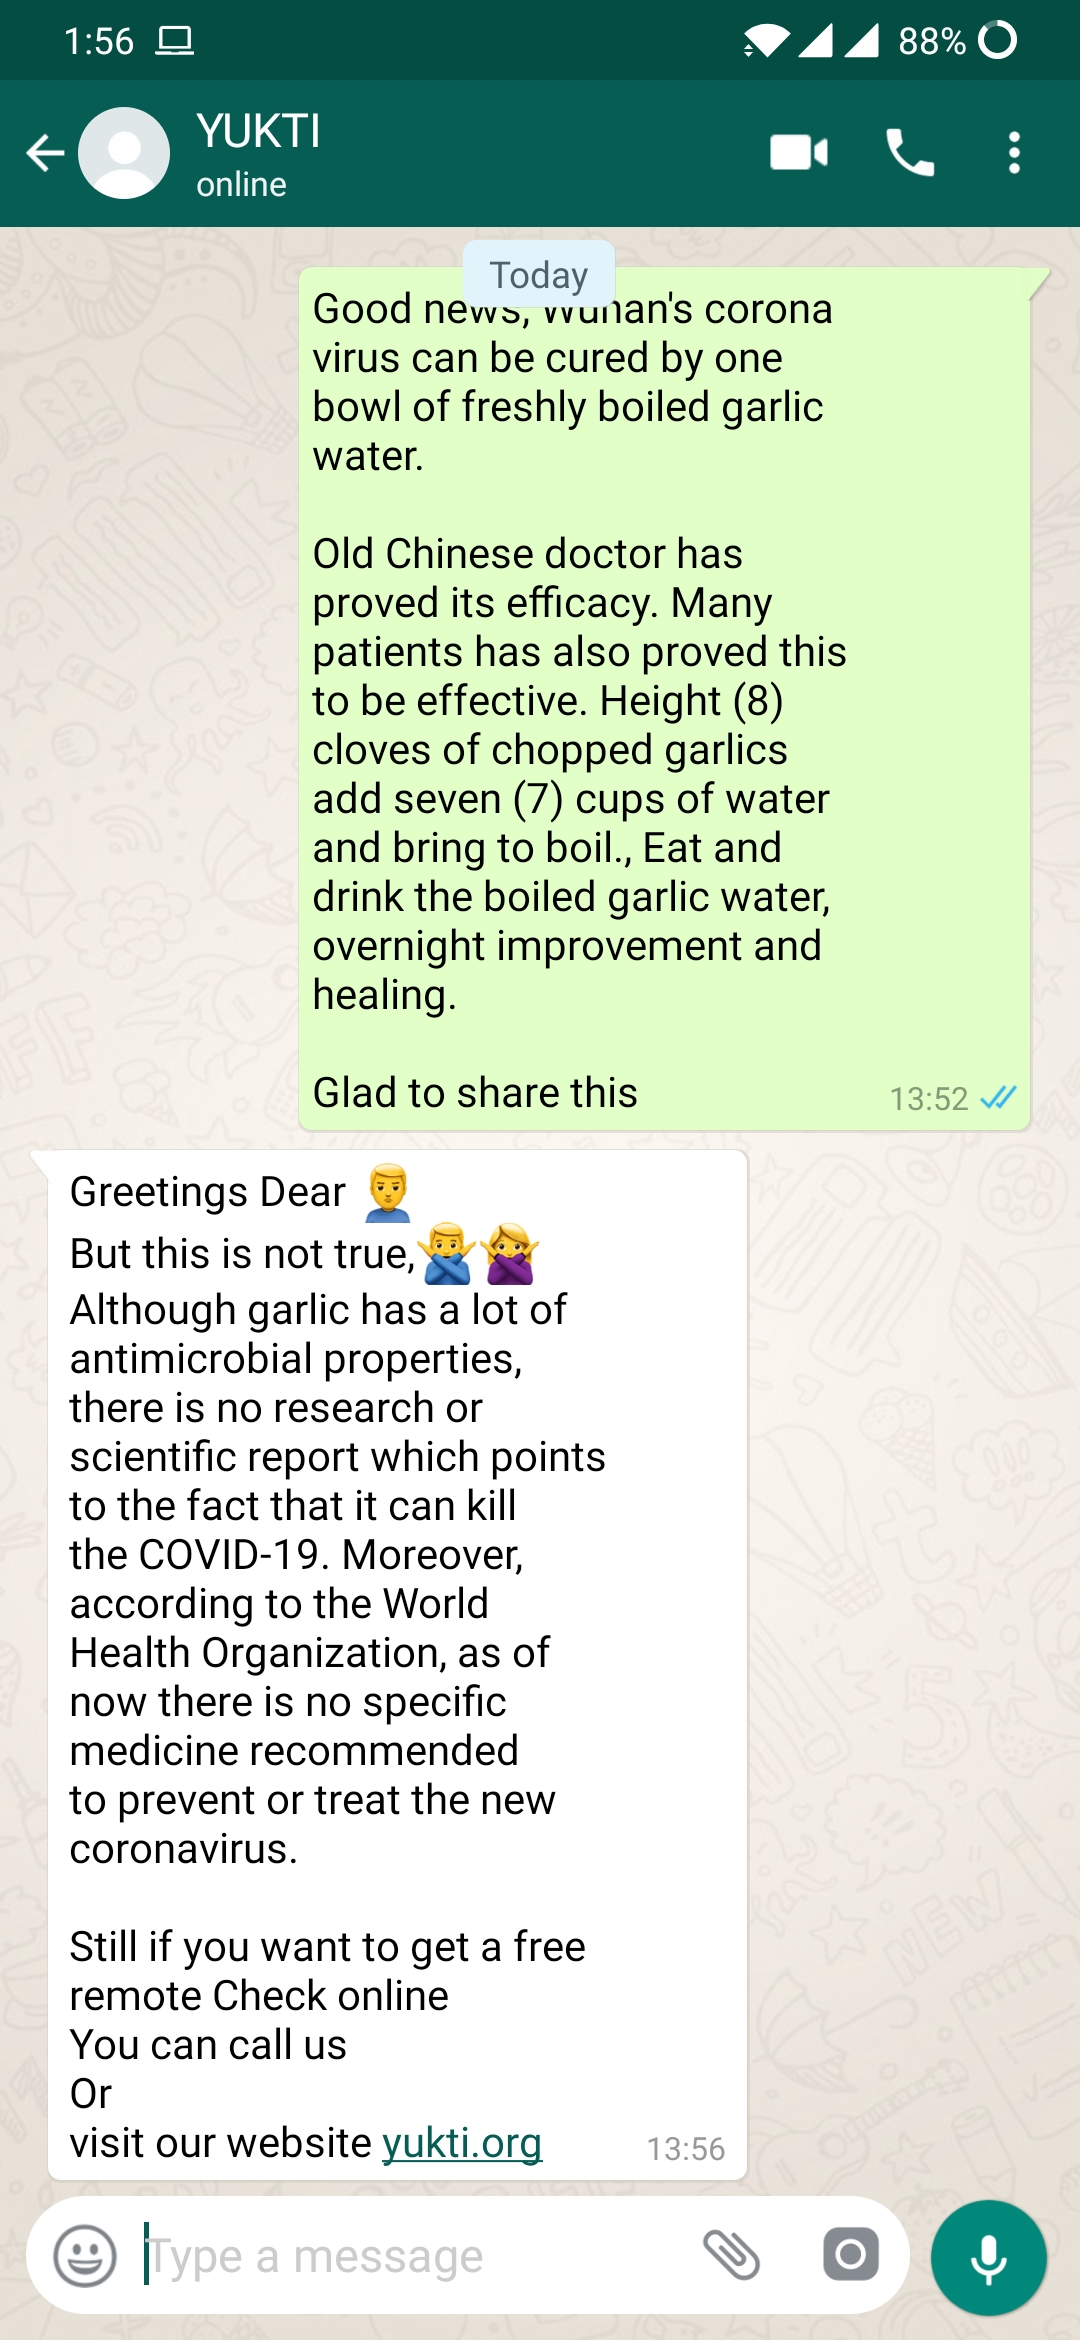 1:56
88%
YUKTI
online
Today
Good news, Wuhan's corona
virus can be cured by one
bowl of freshly boiled garlic
water.
Old Chinese doctor has
proved its efficacy. Many
patients has also proved this
to be effective. Height (8)
cloves of chopped garlics
add seven (7) cups of water
and bring to boil., Eat and
drink the boiled garlic water,
overnight improvement and
healing.
Glad to share this
13:52
Greetings Dear
But this is not true,
Although garlic has a lot of
antimicrobial properties,
there is no research or
scientific report which points
to the fact that it can kill
the COVID-19. Moreover,
according to the World
Health Organization, as of
now there is no specific
medicine recommended
to prevent or treat the new
coronavirus.
Still if you want to get a free
remote Check online
You can call us
Or
visit our website yukti.org
13:56
Type a message